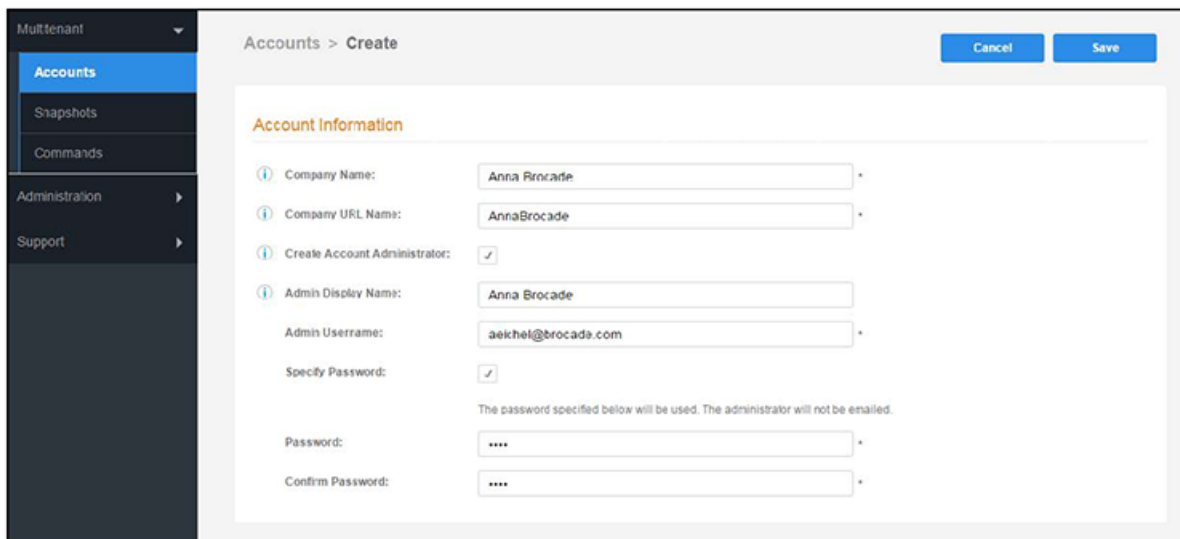 Multitenant
Accounts
Snapshots
Commands
Administration
Support
Accounts > Create
Cancel
Save
Account Information
Company Name: Anna Brocade *
Company URL Name: AnnaBrocade *
Create Account Administrator: ✓
Admin Display Name: Anna Brocade
Admin Username: aeichel@brocade.com *
Specify Password: ✓
The password specified below will be used. The administrator will not be emailed.
Password: •••• *
Confirm Password: •••• *